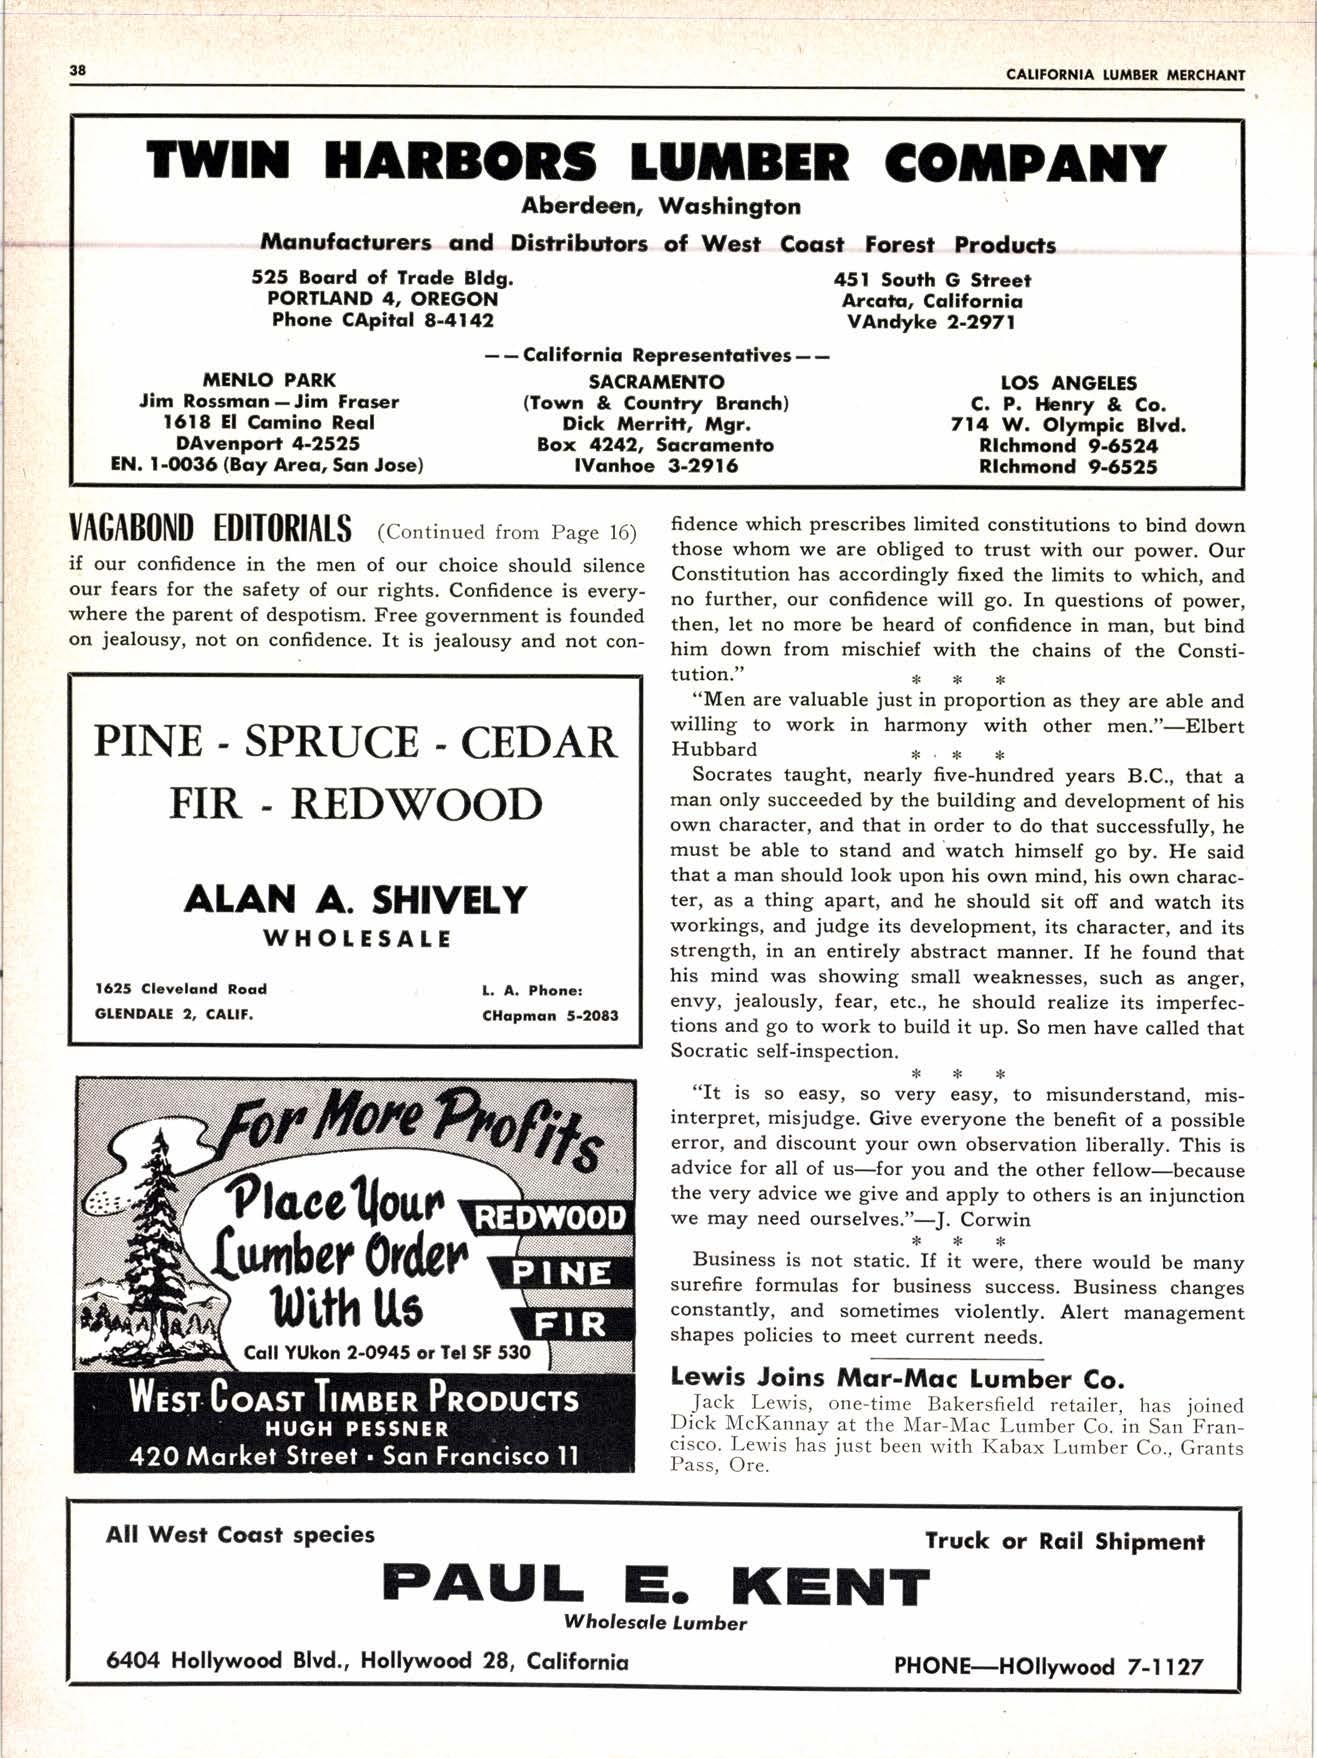 38
CALIFORNIA LUMBER MERCHANT
TWIN HARBORS LUMBER COMPANY
Aberdeen, Washington
Manufacturers and Distributors of West Coast Forest Products
525 Board of Trade Bldg.
PORTLAND 4, OREGON
Phone CApital 8-4142
451 South G Street
Arcata, California
VAndyke 2-2971
——California Representatives——
MENLO PARK
Jim Rossman—Jim Fraser
1618 El Camino Real
DAvenport 4-2525
EN. 1-0036 (Bay Area, San Jose)
SACRAMENTO
(Town & Country Branch)
Dick Merritt, Mgr.
Box 4242, Sacramento
IVanhoe 3-2916
LOS ANGELES
C. P. Henry & Co.
714 W. Olympic Blvd.
RIchmond 9-6524
RIchmond 9-6525
VAGABOND EDITORIALS (Continued from Page 16)
if our confidence in the men of our choice should silence
our fears for the safety of our rights. Confidence is every-
where the parent of despotism. Free government is founded
on jealousy, not on confidence. It is jealousy and not con-
PINE - SPRUCE - CEDAR
FIR - REDWOOD
ALAN A. SHIVELY
WHOLESALE
1625 Cleveland Road
GLENDALE 2, CALIF.
L. A. Phone:
CHapman 5-2083
For More Profits
Place Your
Lumber Order
With Us
REDWOOD
PINE
FIR
Call YUkon 2-0945 or Tel SF 530
WEST COAST TIMBER PRODUCTS
HUGH PESSNER
420 Market Street • San Francisco 11
fidence which prescribes limited constitutions to bind down
those whom we are obliged to trust with our power. Our
Constitution has accordingly fixed the limits to which, and
no further, our confidence will go. In questions of power,
then, let no more be heard of confidence in man, but bind
him down from mischief with the chains of the Consti-
tution.”
* * *
“Men are valuable just in proportion as they are able and
willing to work in harmony with other men.”—Elbert
Hubbard
* * *
Socrates taught, nearly five-hundred years B.C., that a
man only succeeded by the building and development of his
own character, and that in order to do that successfully, he
must be able to stand and watch himself go by. He said
that a man should look upon his own mind, his own charac-
ter, as a thing apart, and he should sit off and watch its
workings, and judge its development, its character, and its
strength, in an entirely abstract manner. If he found that
his mind was showing small weaknesses, such as anger,
envy, jealously, fear, etc., he should realize its imperfec-
tions and go to work to build it up. So men have called that
Socratic self-inspection.
* * *
“It is so easy, so very easy, to misunderstand, mis-
interpret, misjudge. Give everyone the benefit of a possible
error, and discount your own observation liberally. This is
advice for all of us—for you and the other fellow—because
the very advice we give and apply to others is an injunction
we may need ourselves.”—J. Corwin
* * *
Business is not static. If it were, there would be many
surefire formulas for business success. Business changes
constantly, and sometimes violently. Alert management
shapes policies to meet current needs.
Lewis Joins Mar-Mac Lumber Co.
Jack Lewis, one-time Bakersfield retailer, has joined
Dick McKannay at the Mar-Mac Lumber Co. in San Fran-
cisco. Lewis has just been with Kabax Lumber Co., Grants
Pass, Ore.
All West Coast species
Truck or Rail Shipment
PAUL E. KENT
Wholesale Lumber
6404 Hollywood Blvd., Hollywood 28, California
PHONE—HOllywood 7-1127